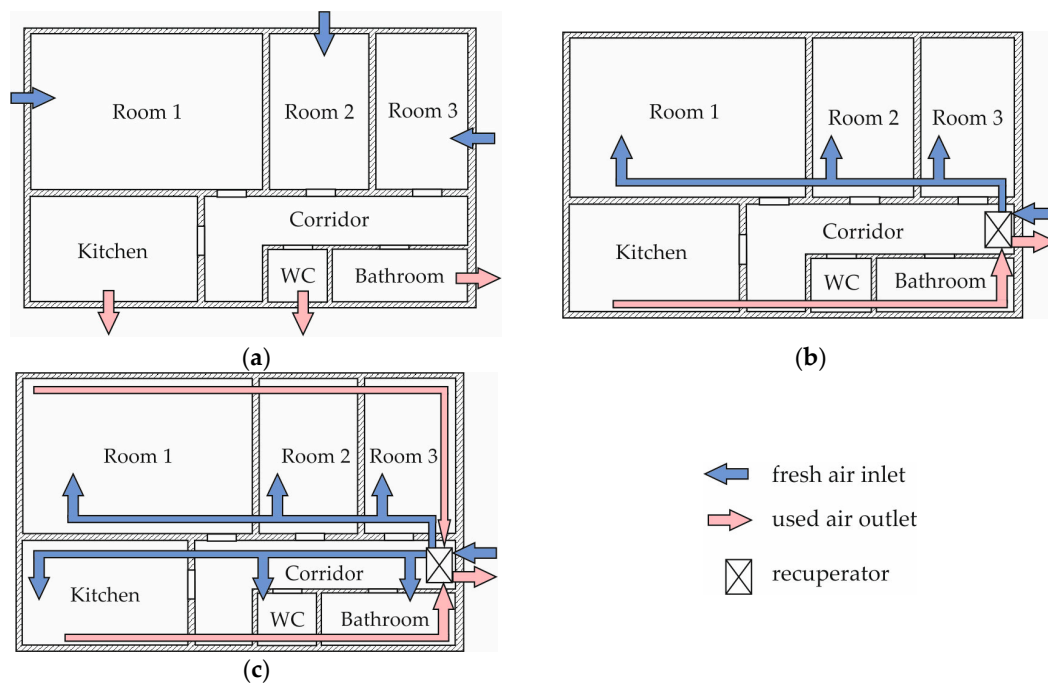 Room 1
Room 2
Room 3
Corridor
Kitchen
WC
Bathroom
(a)
Room 1
Room 2
Room 3
Corridor
Kitchen
WC
Bathroom
(b)
Room 1
Room 2
Room 3
Corridor
Kitchen
WC
Bathroom
(c)
fresh air inlet
used air outlet
recuperator